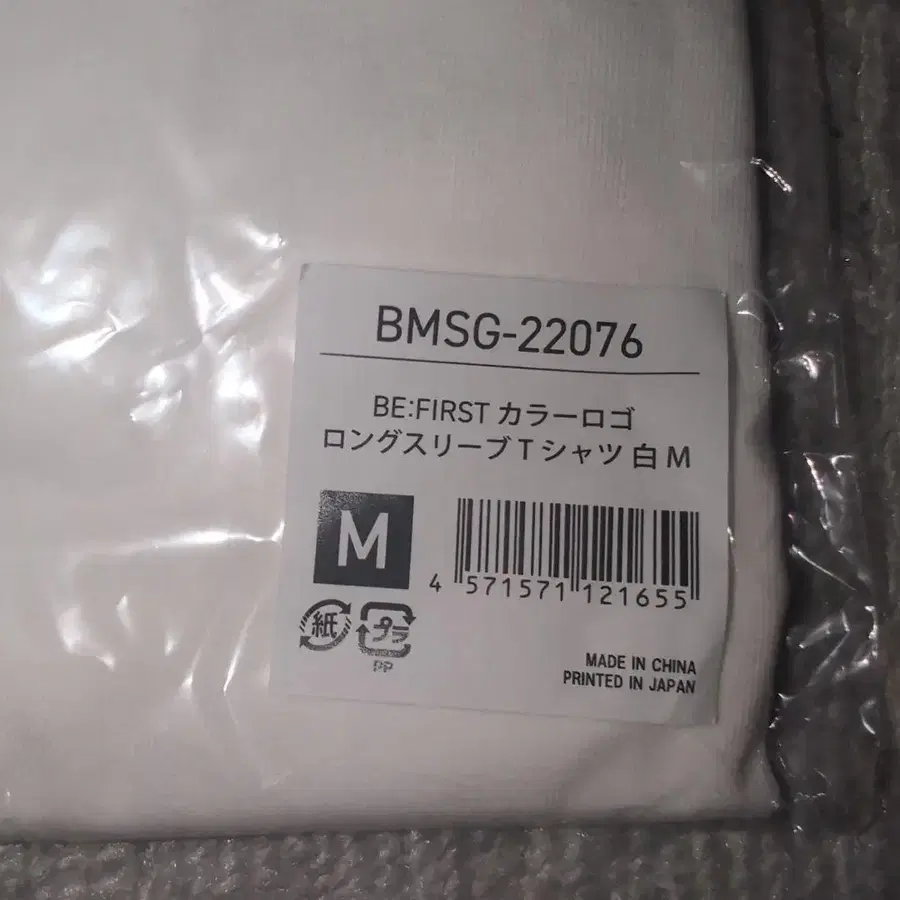 BMSG-22076
BE:FIRST カラーロゴ
ロングスリーブTシャツ 白 M
M
4 571571 121655
紙 プラ
PP
MADE IN CHINA
PRINTED IN JAPAN